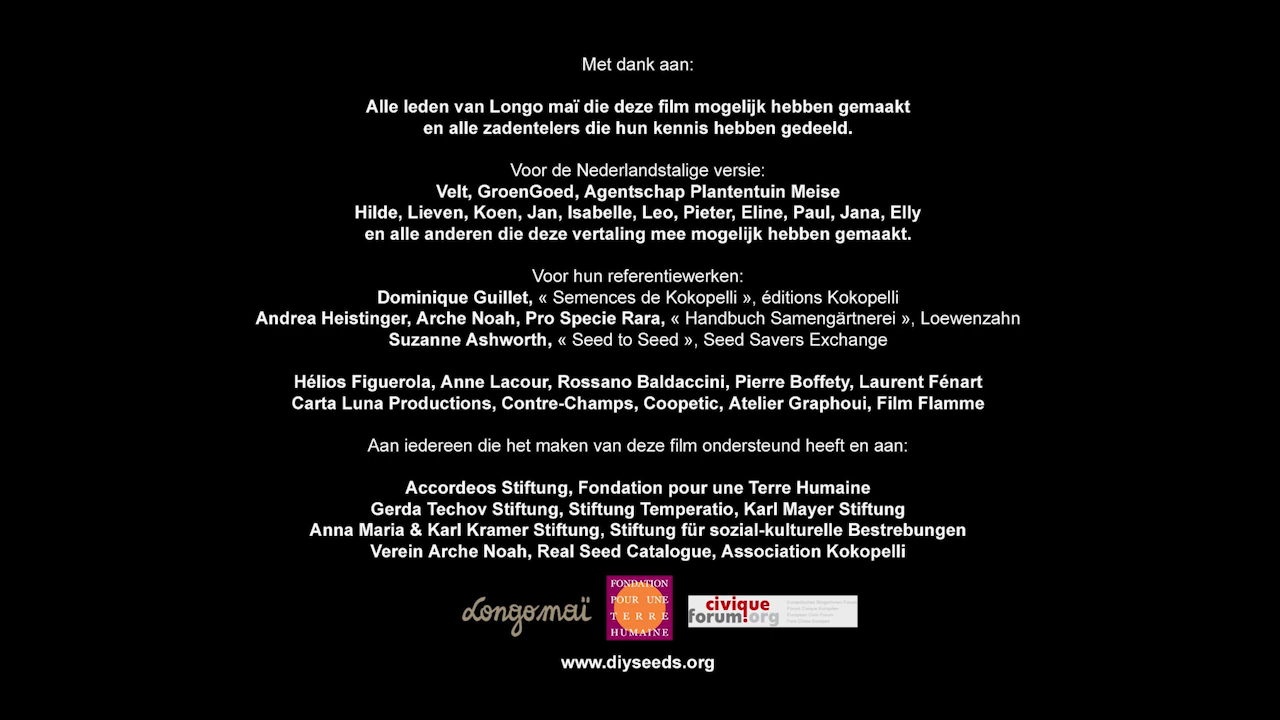 Met dank aan:
Alle leden van Longo maï die deze film mogelijk hebben gemaakt
en alle zadentelers die hun kennis hebben gedeeld.
Voor de Nederlandstalige versie:
Velt, GroenGoed, Agentschap Plantentuin Meise
Hilde, Lieven, Koen, Jan, Isabelle, Leo, Pieter, Eline, Paul, Jana, Elly
en alle anderen die deze vertaling mee mogelijk hebben gemaakt.
Voor hun referentiewerken:
Dominique Guillet, « Semences de Kokopelli », éditions Kokopelli
Andrea Heistinger, Arche Noah, Pro Specie Rara, « Handbuch Samengärtnerei », Loewenzahn
Suzanne Ashworth, « Seed to Seed », Seed Savers Exchange
Hélios Figuerola, Anne Lacour, Rossano Baldaccini, Pierre Boffety, Laurent Fénart
Carta Luna Productions, Contre-Champs, Coopetic, Atelier Graphoui, Film Flamme
Aan iedereen die het maken van deze film ondersteund heeft en aan:
Accordeos Stiftung, Fondation pour une Terre Humaine
Gerda Techov Stiftung, Stiftung Temperatio, Karl Mayer Stiftung
Anna Maria & Karl Kramer Stiftung, Stiftung für sozial-kulturelle Bestrebungen
Verein Arche Noah, Real Seed Catalogue, Association Kokopelli
Longo maï
FONDATION
POUR UNE
TERRE
HUMAINE
civique
forum.org
www.diyseeds.org